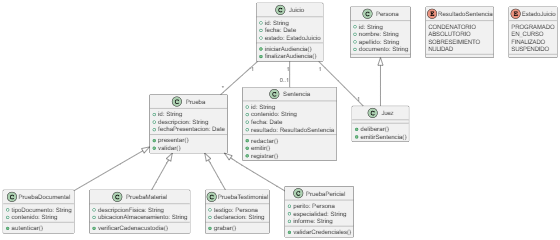 Juicio
id: String
fecha: Date
estado: EstadoJuicio
iniciarAudiencia()
finalizarAudiencia()
Persona
id: String
nombre: String
apellido: String
documento: String
ResultadoSentencia
CONDENATORIO
ABSOLUTORIO
SOBRESEIMIENTO
NULIDAD
EstadoJuicio
PROGRAMADO
EN_CURSO
FINALIZADO
SUSPENDIDO
1
1
1
*
0..1
1
Prueba
id: String
descripcion: String
fechaPresentacion: Date
presentar()
validar()
Sentencia
id: String
contenido: String
fecha: Date
resultado: ResultadoSentencia
redactar()
emitir()
registrar()
Juez
deliberar()
emitirSentencia()
PruebaDocumental
tipoDocumento: String
contenido: String
autenticar()
PruebaMaterial
descripcionFisica: String
ubicacionAlmacenamiento: String
verificarCadenacustodia()
PruebaTestimonial
testigo: Persona
declaracion: String
grabar()
PruebaPericial
perito: Persona
especialidad: String
informe: String
validarCredenciales()